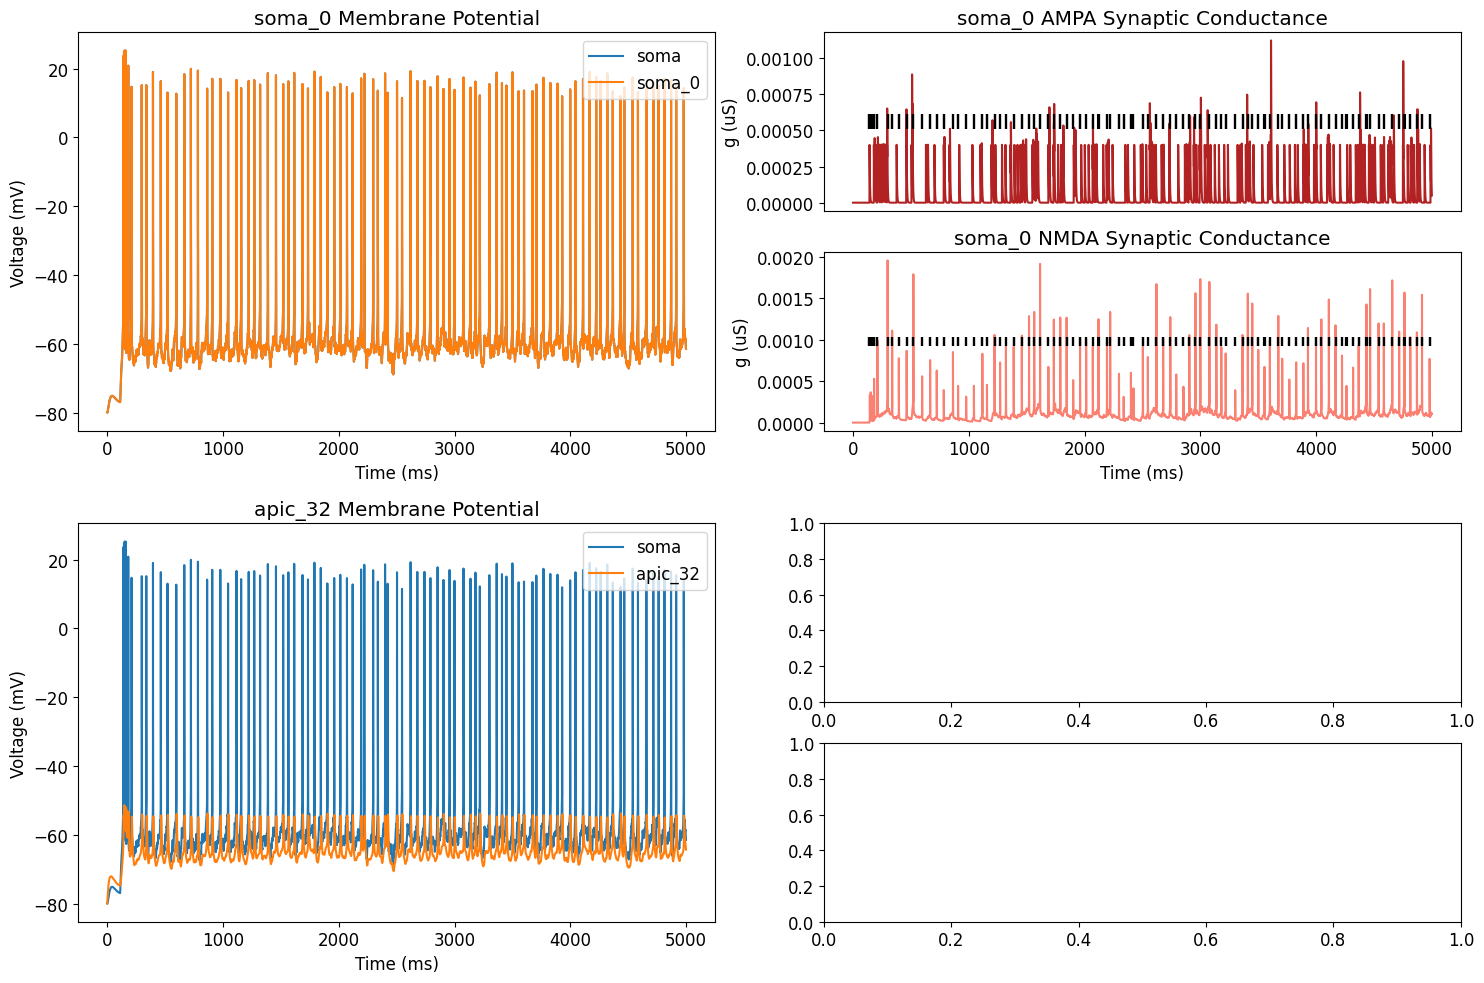 soma_0 Membrane Potential
20
0
−20
−40
−60
−80
Voltage (mV)
soma
soma_0
0 1000 2000 3000 4000 5000
Time (ms)
soma_0 AMPA Synaptic Conductance
0.00100
0.00075
0.00050
0.00025
0.00000
g (uS)
soma_0 NMDA Synaptic Conductance
0.0020
0.0015
0.0010
0.0005
0.0000
g (uS)
0 1000 2000 3000 4000 5000
Time (ms)
apic_32 Membrane Potential
20
0
−20
−40
−60
−80
Voltage (mV)
soma
apic_32
0 1000 2000 3000 4000 5000
Time (ms)
1.0
0.8
0.6
0.4
0.2
0.0
0.0 0.2 0.4 0.6 0.8 1.0
1.0
0.8
0.6
0.4
0.2
0.0
0.0 0.2 0.4 0.6 0.8 1.0